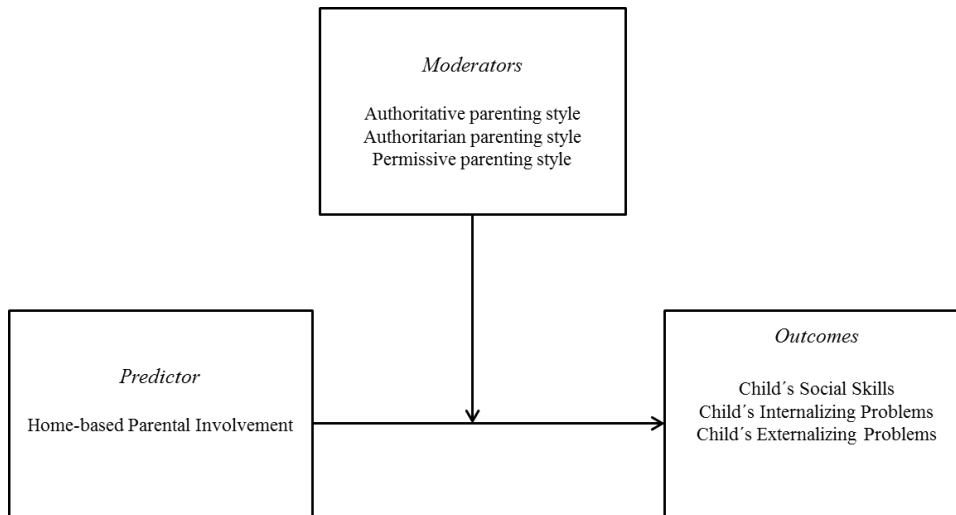 Moderators
Authoritative parenting style
Authoritarian parenting style
Permissive parenting style
Predictor
Home-based Parental Involvement
Outcomes
Child´s Social Skills
Child´s Internalizing Problems
Child´s Externalizing Problems